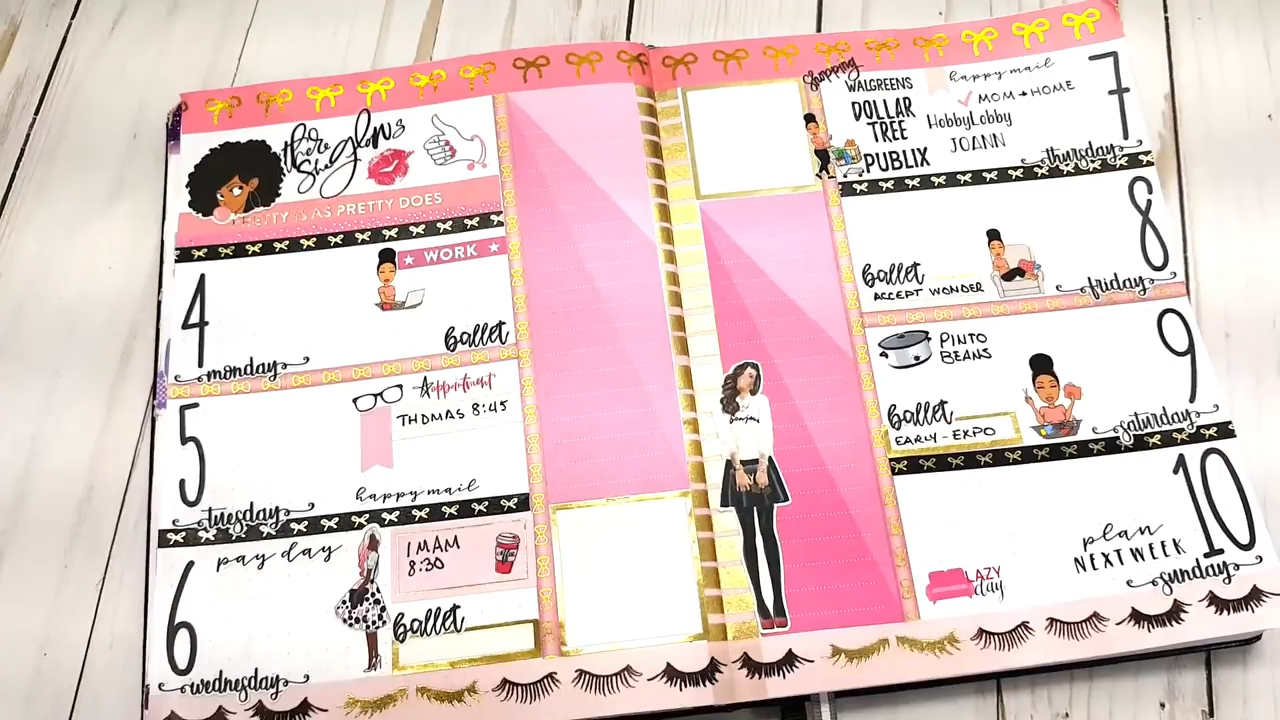 there
She glows
PRETTY IS AS PRETTY DOES
WORK
ballet
4
monday
5
Appointment
THOMAS 8:45
happy mail
tuesday
pay day
6
1 MAM
8:30
coffee
ballet
wednesday
bonjour
Shopping
WALGREENS
DOLLAR
TREE
PUBLIX
happy mail
MOM → HOME
HobbyLobby
JOANN
7
thursday
8
ballet
ACCEPT WONDER
friday
PINTO
BEANS
9
ballet
EARLY - EXPO
saturday
10
plan
NEXT WEEK
LAZY
day
sunday